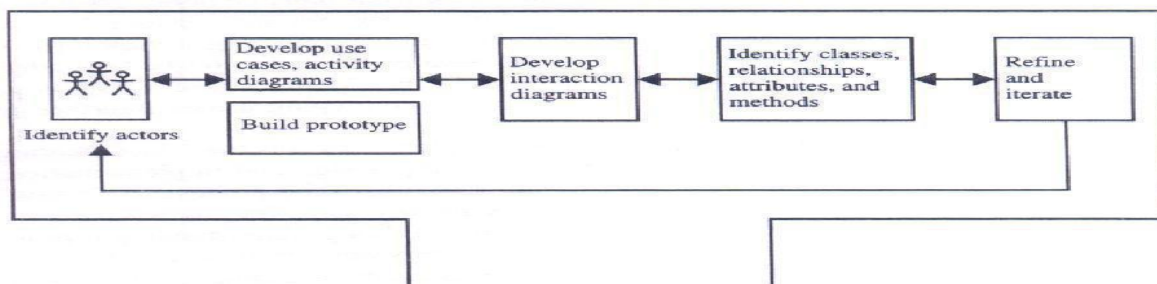 Identify actors
Develop use
cases, activity
diagrams
Build prototype
Develop
interaction
diagrams
Identify classes,
relationships,
attributes, and
methods
Refine
and
iterate